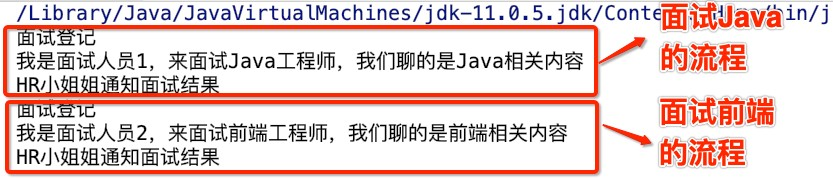 /Library/Java/JavaVirtualMachines/jdk-11.0.5.jdk/Conte
bin/j
面试登记
我是面试人员1，来面试Java工程师，我们聊的是Java相关内容
HR小姐姐通知面试结果
面试Java
的流程
面试登记
我是面试人员2，来面试前端工程师，我们聊的是前端相关内容
HR小姐姐通知面试结果
面试前端
的流程